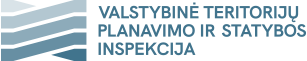 VALSTYBINĖ TERITORIJŲ
PLANAVIMO IR STATYBOS
INSPEKCIJA